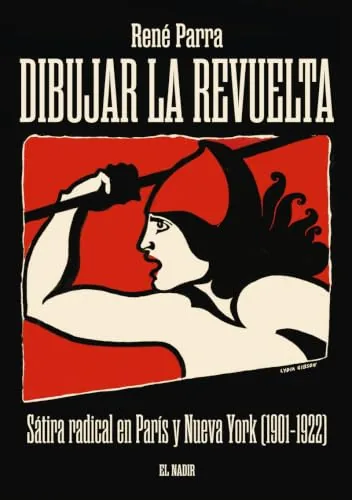 René Parra
DIBUJAR LA REVUELTA
LYDIA GIBSON
Sátira radical en París y Nueva York (1901-1922)
EL NADIR